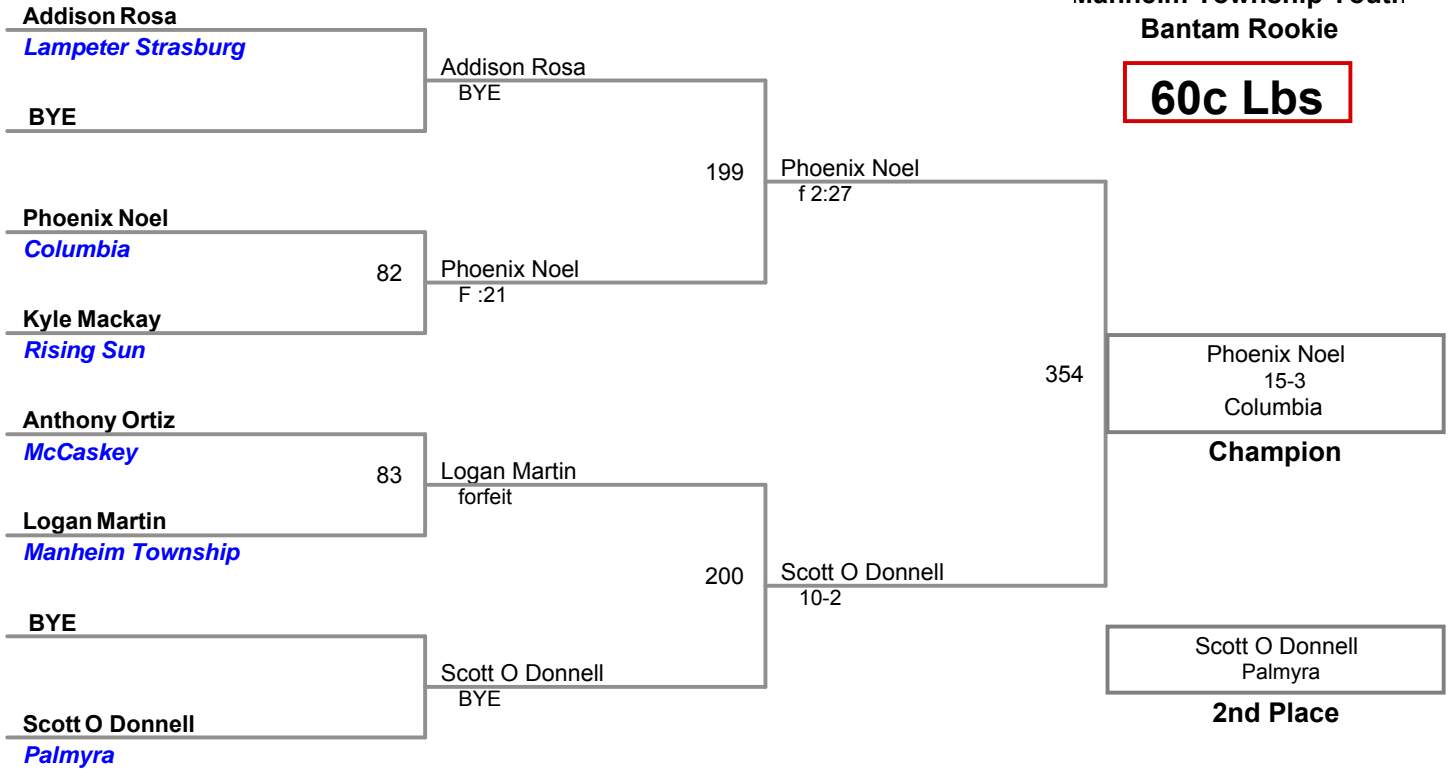 Manheim Township Youth
Bantam Rookie
60c Lbs
Addison Rosa
Lampeter Strasburg
BYE
Phoenix Noel
Columbia
Kyle Mackay
Rising Sun
Anthony Ortiz
McCaskey
Logan Martin
Manheim Township
BYE
Scott O Donnell
Palmyra
82
83
Addison Rosa
BYE
Phoenix Noel
F :21
Logan Martin
forfeit
Scott O Donnell
BYE
199
200
Phoenix Noel
f 2:27
Scott O Donnell
10-2
354
Phoenix Noel
15-3
Columbia
Champion
Scott O Donnell
Palmyra
2nd Place